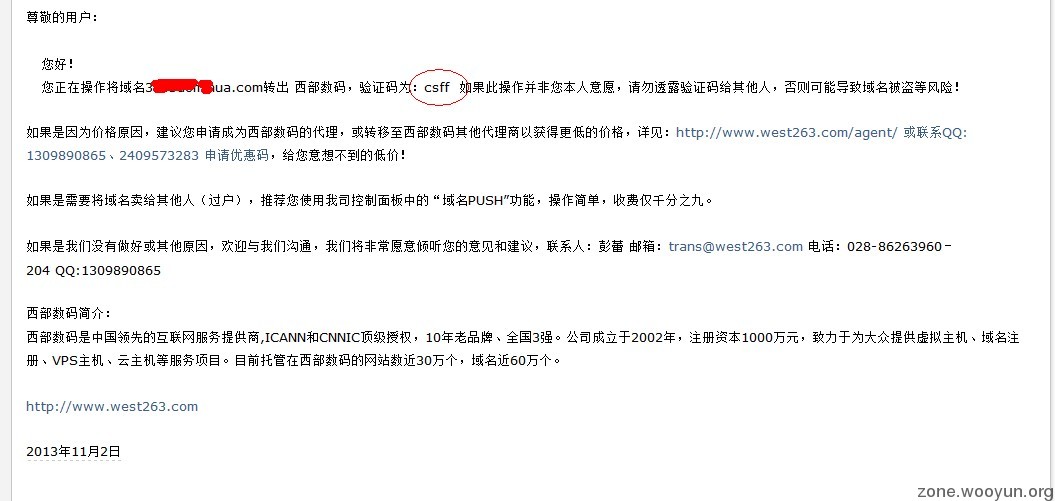 尊敬的用户：
您好！
您正在操作将域名3 ua.com转出 西部数码，验证码为：csff 如果此操作并非您本人意愿，请勿透露验证码给其他人，否则可能导致域名被盗等风险！
如果是因为价格原因，建议您申请成为西部数码的代理，或转移至西部数码其他代理商以获得更低的价格，详见：http://www.west263.com/agent/ 或联系QQ:
1309890865、2409573283 申请优惠码，给您意想不到的低价！
如果是需要将域名卖给其他人（过户），推荐您使用我司控制面板中的“域名PUSH”功能，操作简单，收费仅千分之九。
如果是我们没有做好或其他原因，欢迎与我们沟通，我们将非常愿意倾听您的意见和建议，联系人：彭蕾 邮箱：trans@west263.com 电话：028-86263960-
204 QQ:1309890865
西部数码简介：
西部数码是中国领先的互联网服务提供商,ICANN和CNNIC顶级授权，10年老品牌、全国3强。公司成立于2002年，注册资本1000万元，致力于为大众提供虚拟主机、域名注
册、VPS主机、云主机等服务项目。目前托管在西部数码的网站数近30万个，域名近60万个。
http://www.west263.com
2013年11月2日
zone.wooyun.org